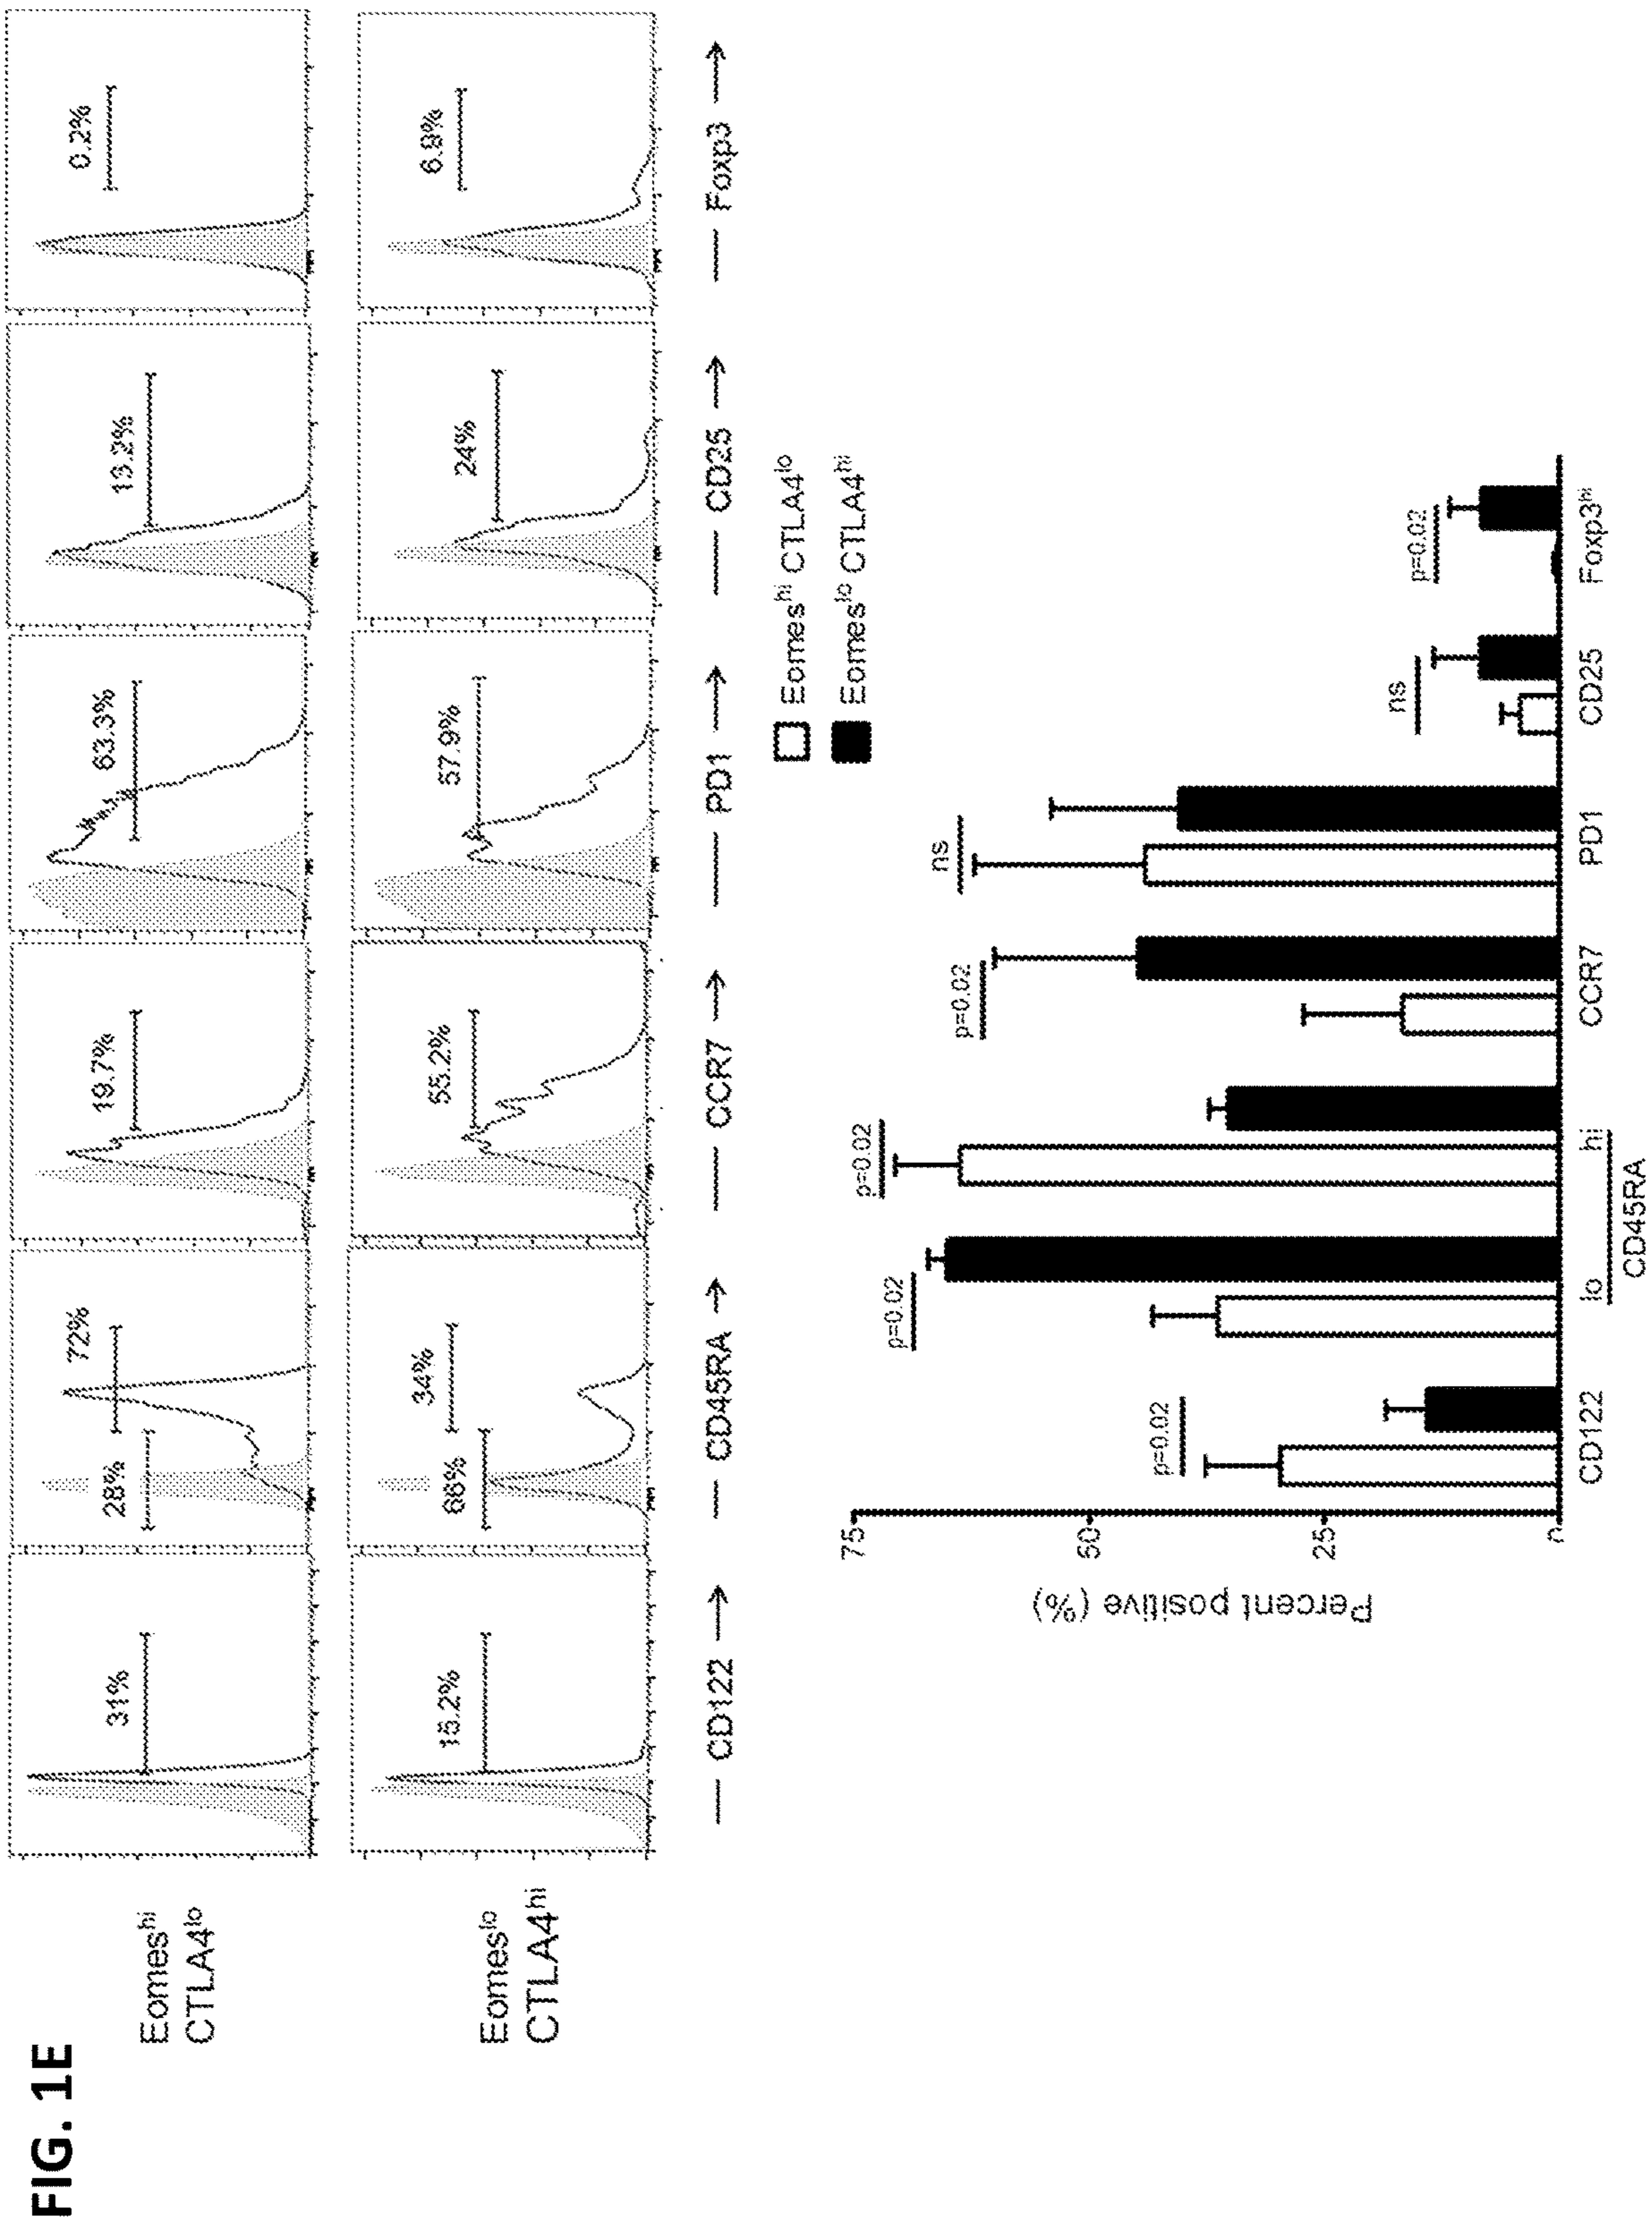 FIG. 1E
Eomes^hi
CTLA4^lo
31%
28%
72%
19.7%
63.3%
13.2%
0.2%
Eomes^lo
CTLA4^hi
15.2%
66%
34%
55.2%
57.9%
24%
6.8%
CD122
CD45RA
CCR7
PD1
CD25
Foxp3
Eomes^hi CTLA4^lo
Eomes^lo CTLA4^hi
Percent positive (%)
75
50
25
0
p=0.02
p=0.02
p=0.02
p=0.02
ns
ns
p=0.02
CD122
lo
hi
CCR7
PD1
CD25
Foxp3^hi
CD45RA